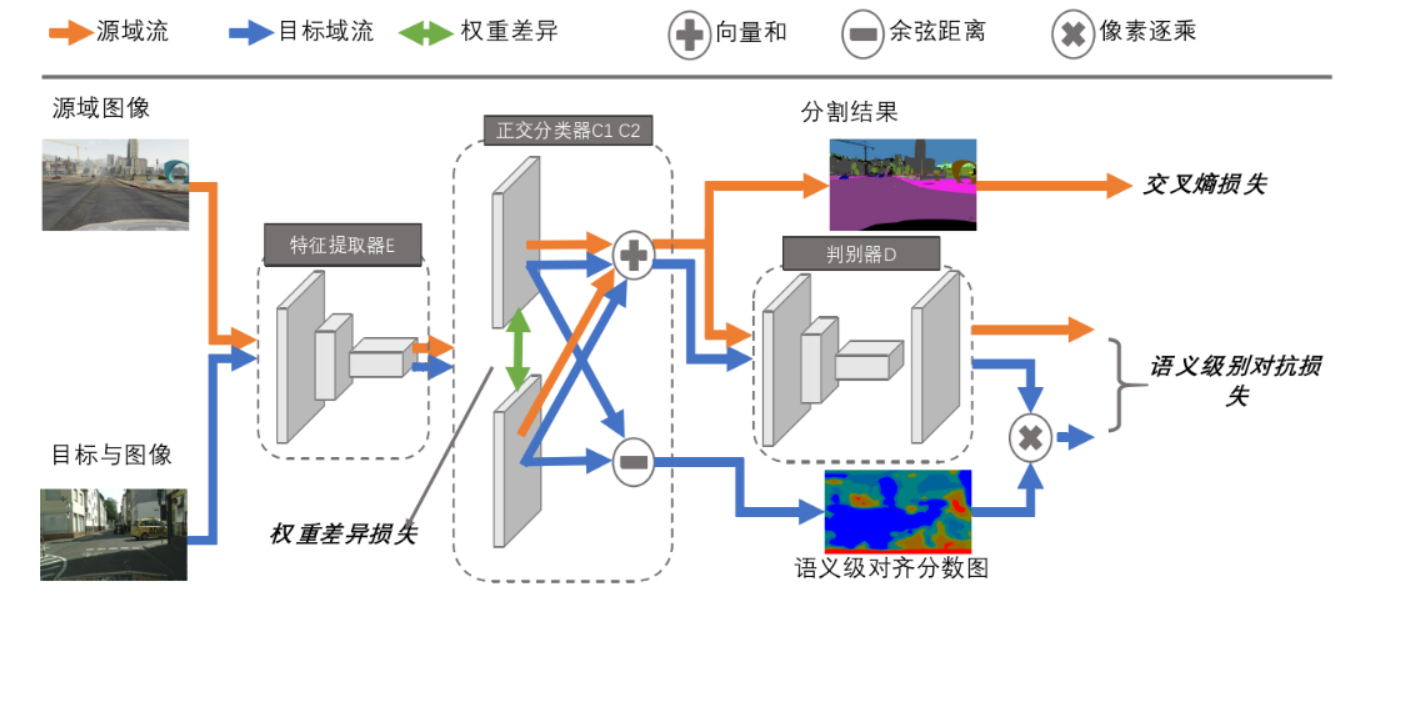 源域流 目标域流 权重差异 向量和 余弦距离 像素逐乘
源域图像
分割结果
正交分类器C1 C2
交叉熵损失
特征提取器E
判别器D
语义级别对抗损
失
目标与图像
权重差异损失
语义级对齐分数图